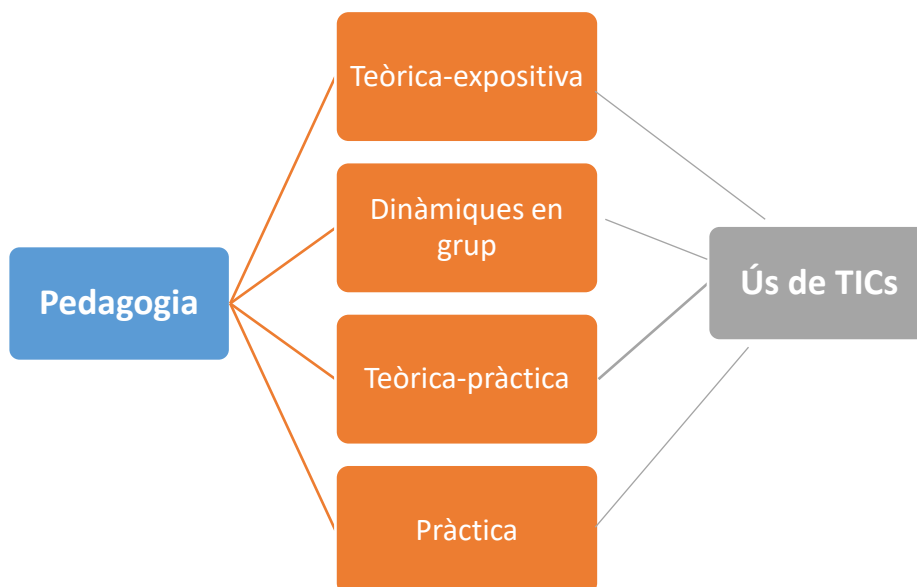 Teòrica-expositiva
Dinàmiques en
grup
Pedagogia
Ús de TICs
Teòrica-pràctica
Pràctica